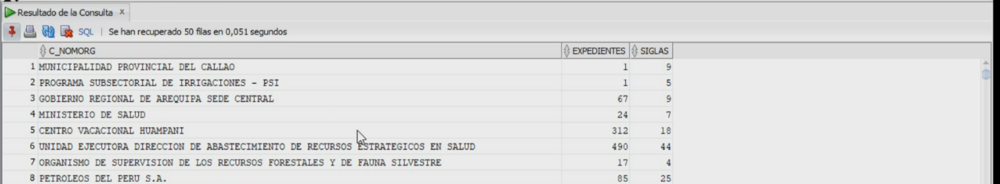 Resultado de la Consulta x
SQL | Se han recuperado 50 filas en 0,051 segundos
C_NOMORG EXPEDIENTES SIGLAS
1 MUNICIPALIDAD PROVINCIAL DEL CALLAO 1 9
2 PROGRAMA SUBSECTORIAL DE IRRIGACIONES - PSI 1 5
3 GOBIERNO REGIONAL DE AREQUIPA SEDE CENTRAL 67 9
4 MINISTERIO DE SALUD 24 7
5 CENTRO VACACIONAL HUAMPANI 312 18
6 UNIDAD EJECUTORA DIRECCION DE ABASTECIMIENTO DE RECURSOS ESTRATEGICOS EN SALUD 490 44
7 ORGANISMO DE SUPERVISION DE LOS RECURSOS FORESTALES Y DE FAUNA SILVESTRE 17 4
8 PETROLEOS DEL PERU S.A. 85 25